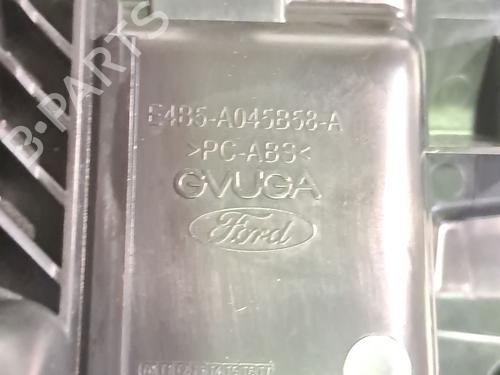 B-PARTS
E4B5-A045B58-A
>PC-ABS<
GVUGA
Ford